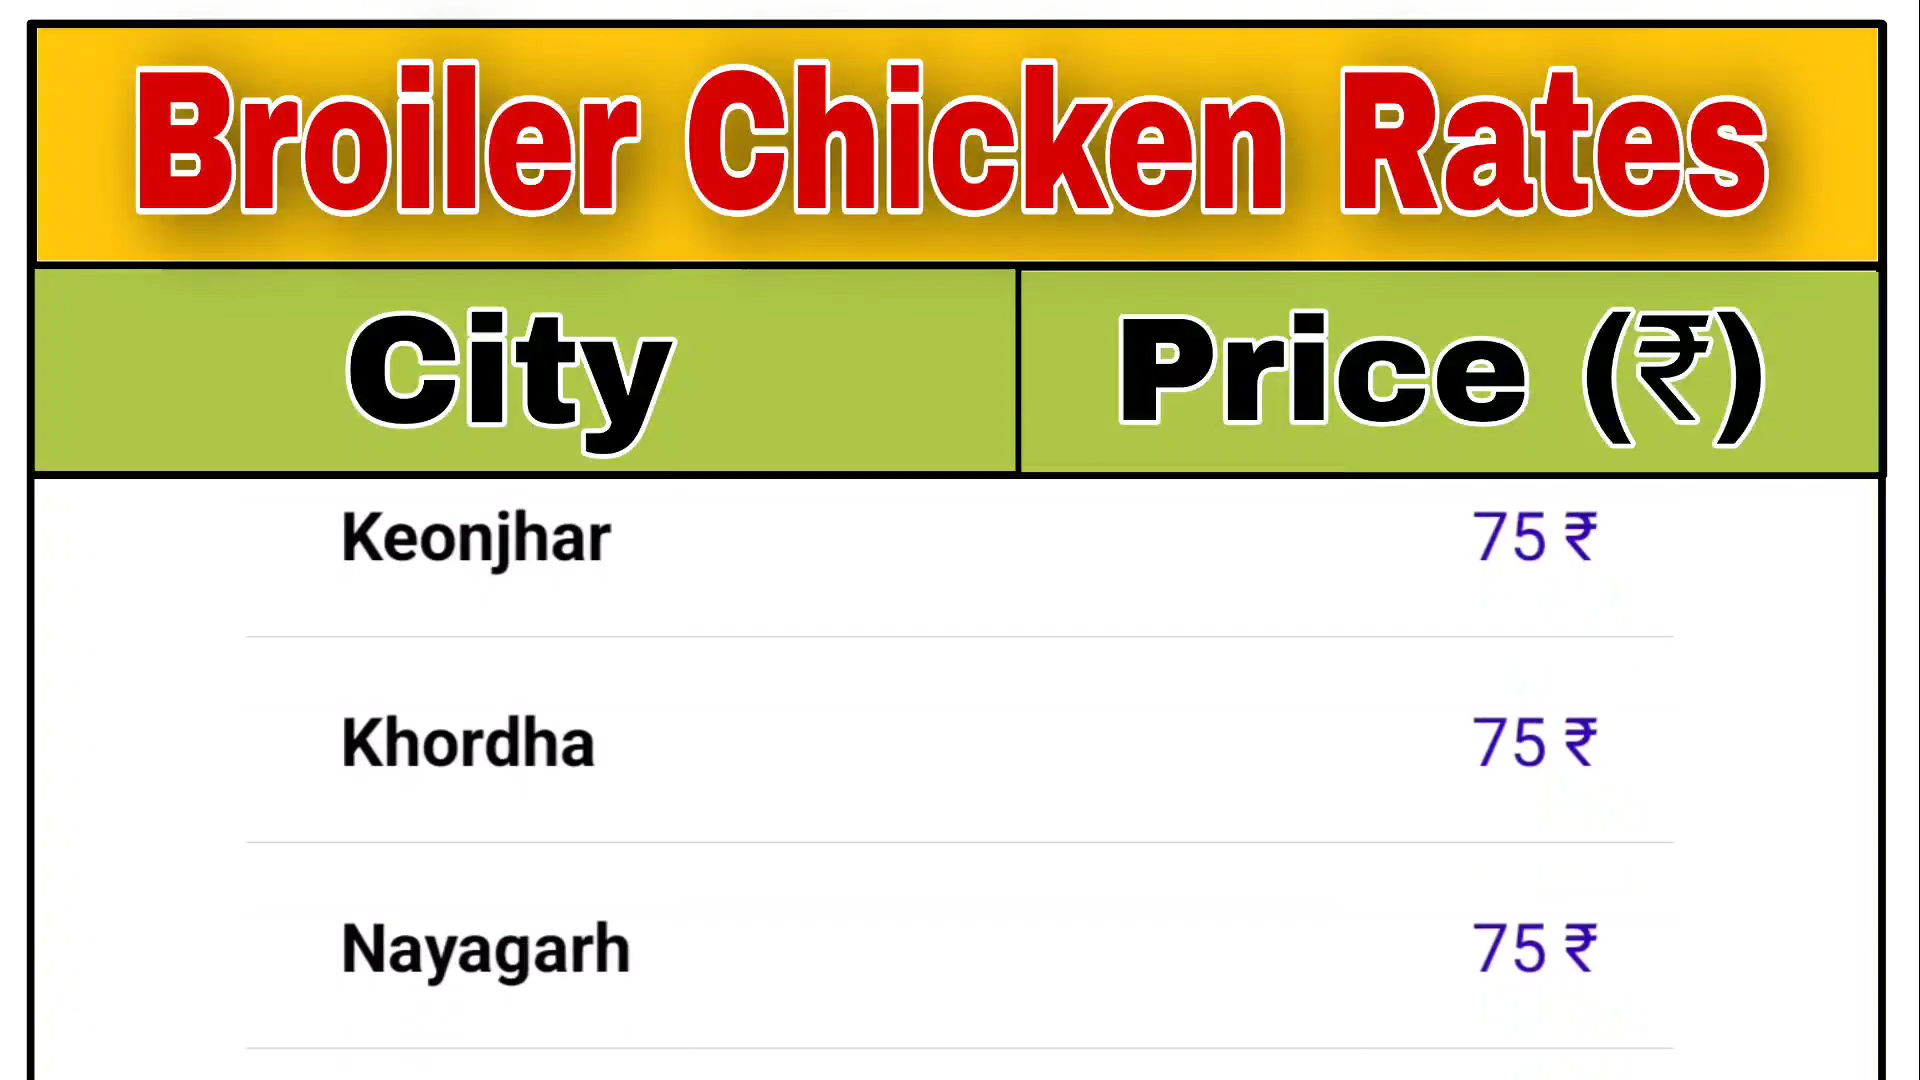 Broiler Chicken Rates
City Price (₹)
Keonjhar 75 ₹
Khordha 75 ₹
Nayagarh 75 ₹